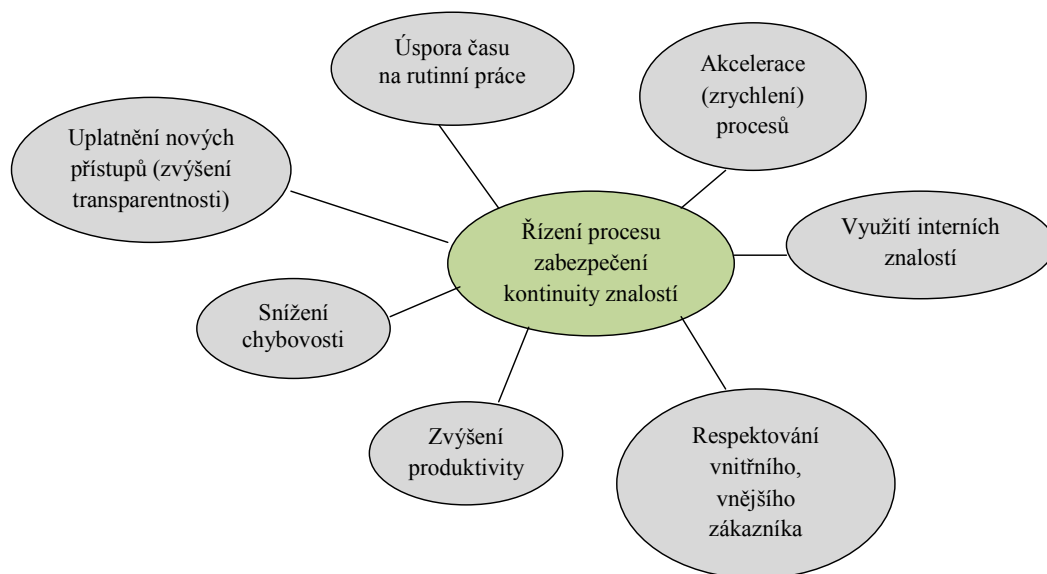 Úspora času
na rutinní práce
Akcelerace
(zrychlení)
procesů
Uplatnění nových
přístupů (zvýšení
transparentnosti)
Řízení procesu
zabezpečení
kontinuity znalostí
Využití interních
znalostí
Snížení
chybovosti
Zvýšení
produktivity
Respektování
vnitřního,
vnějšího
zákazníka